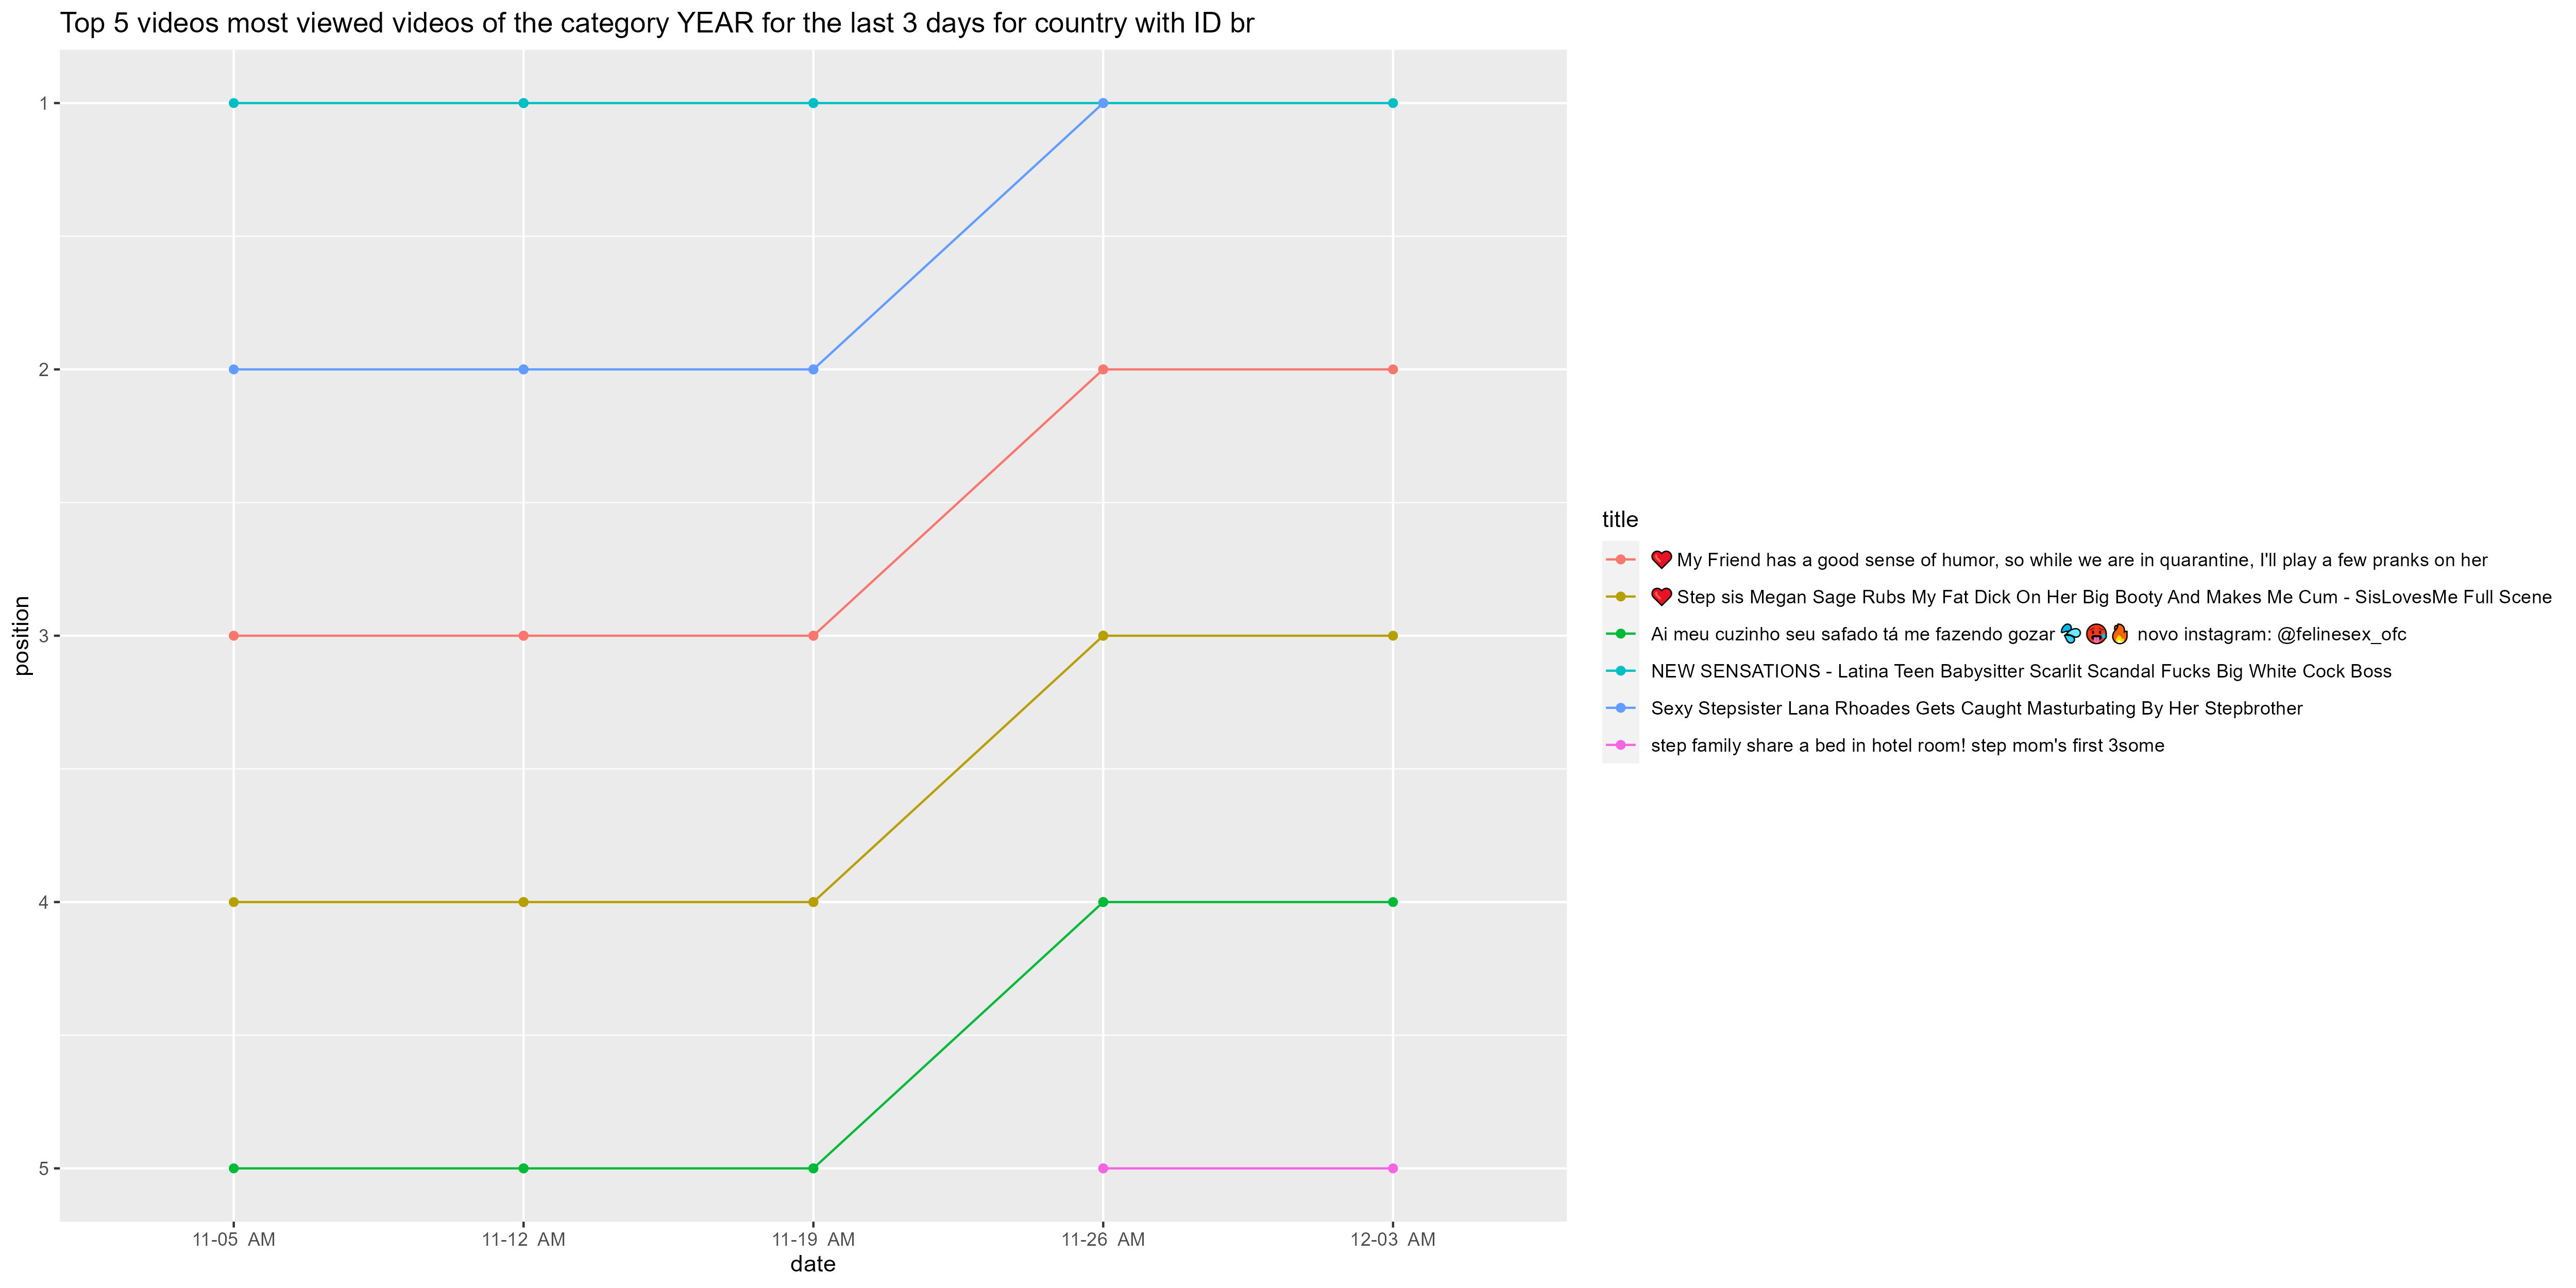 Top 5 videos most viewed videos of the category YEAR for the last 3 days for country with ID br
position
1
2
3
4
5
11-05 AM
11-12 AM
11-19 AM
11-26 AM
12-03 AM
date
title
❤️ My Friend has a good sense of humor, so while we are in quarantine, I'll play a few pranks on her
❤️ Step sis Megan Sage Rubs My Fat Dick On Her Big Booty And Makes Me Cum - SisLovesMe Full Scene
Ai meu cuzinho seu safado tá me fazendo gozar 💦🥵🔥 novo instagram: @felinesex_ofc
NEW SENSATIONS - Latina Teen Babysitter Scarlit Scandal Fucks Big White Cock Boss
Sexy Stepsister Lana Rhoades Gets Caught Masturbating By Her Stepbrother
step family share a bed in hotel room! step mom's first 3some